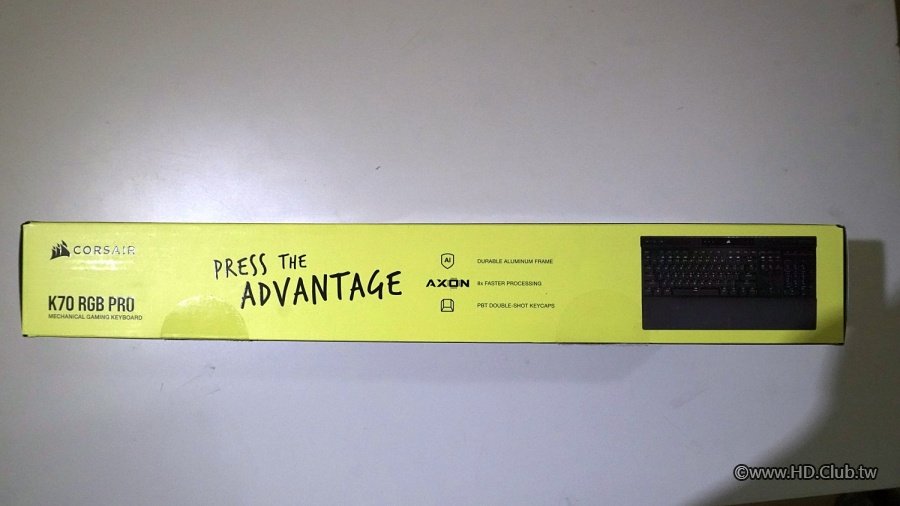 CORSAIR
K70 RGB PRO
MECHANICAL GAMING KEYBOARD
PRESS THE
ADVANTAGE
Al
DURABLE ALUMINUM FRAME
AXON
8x FASTER PROCESSING
PBT DOUBLE-SHOT KEYCAPS
©www.HD.Club.tw